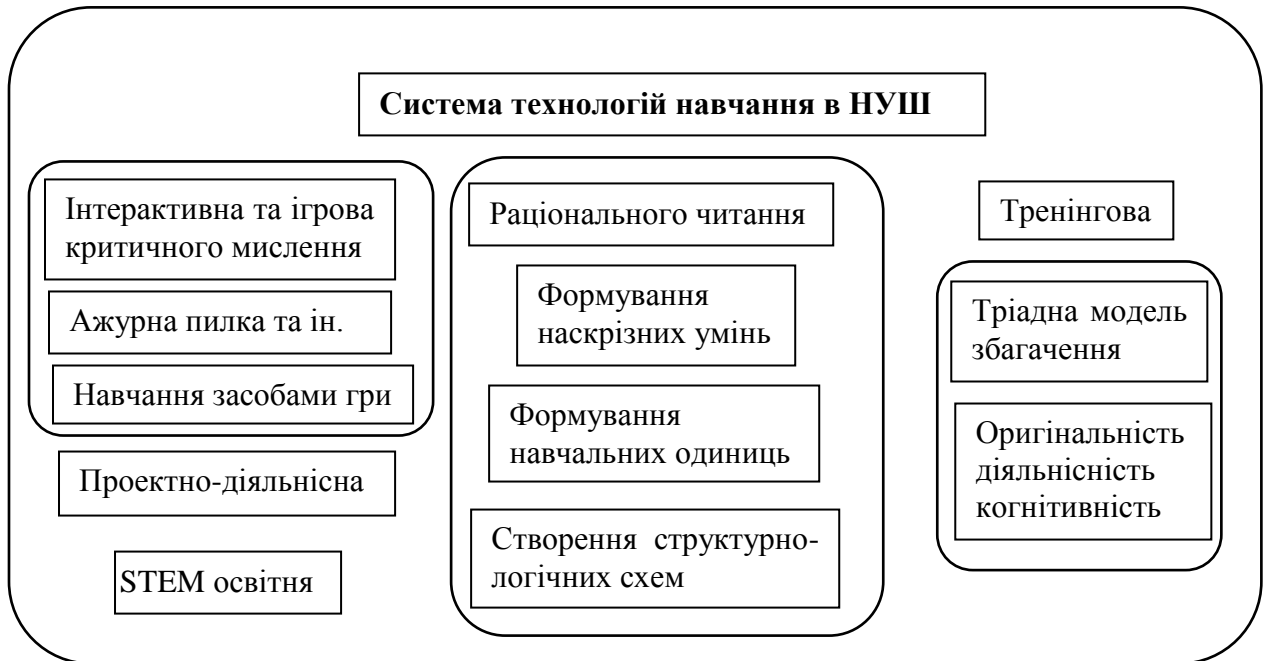 Система технологій навчання в НУШ
Інтерактивна та ігрова
критичного мислення
Ажурна пилка та ін.
Навчання засобами гри
Проектно-діяльнісна
STEM освітня
Раціонального читання
Формування
наскрізних умінь
Формування
навчальних одиниць
Створення структурно-
логічних схем
Тренінгова
Тріадна модель
збагачення
Оригінальність
діяльнісність
когнітивність